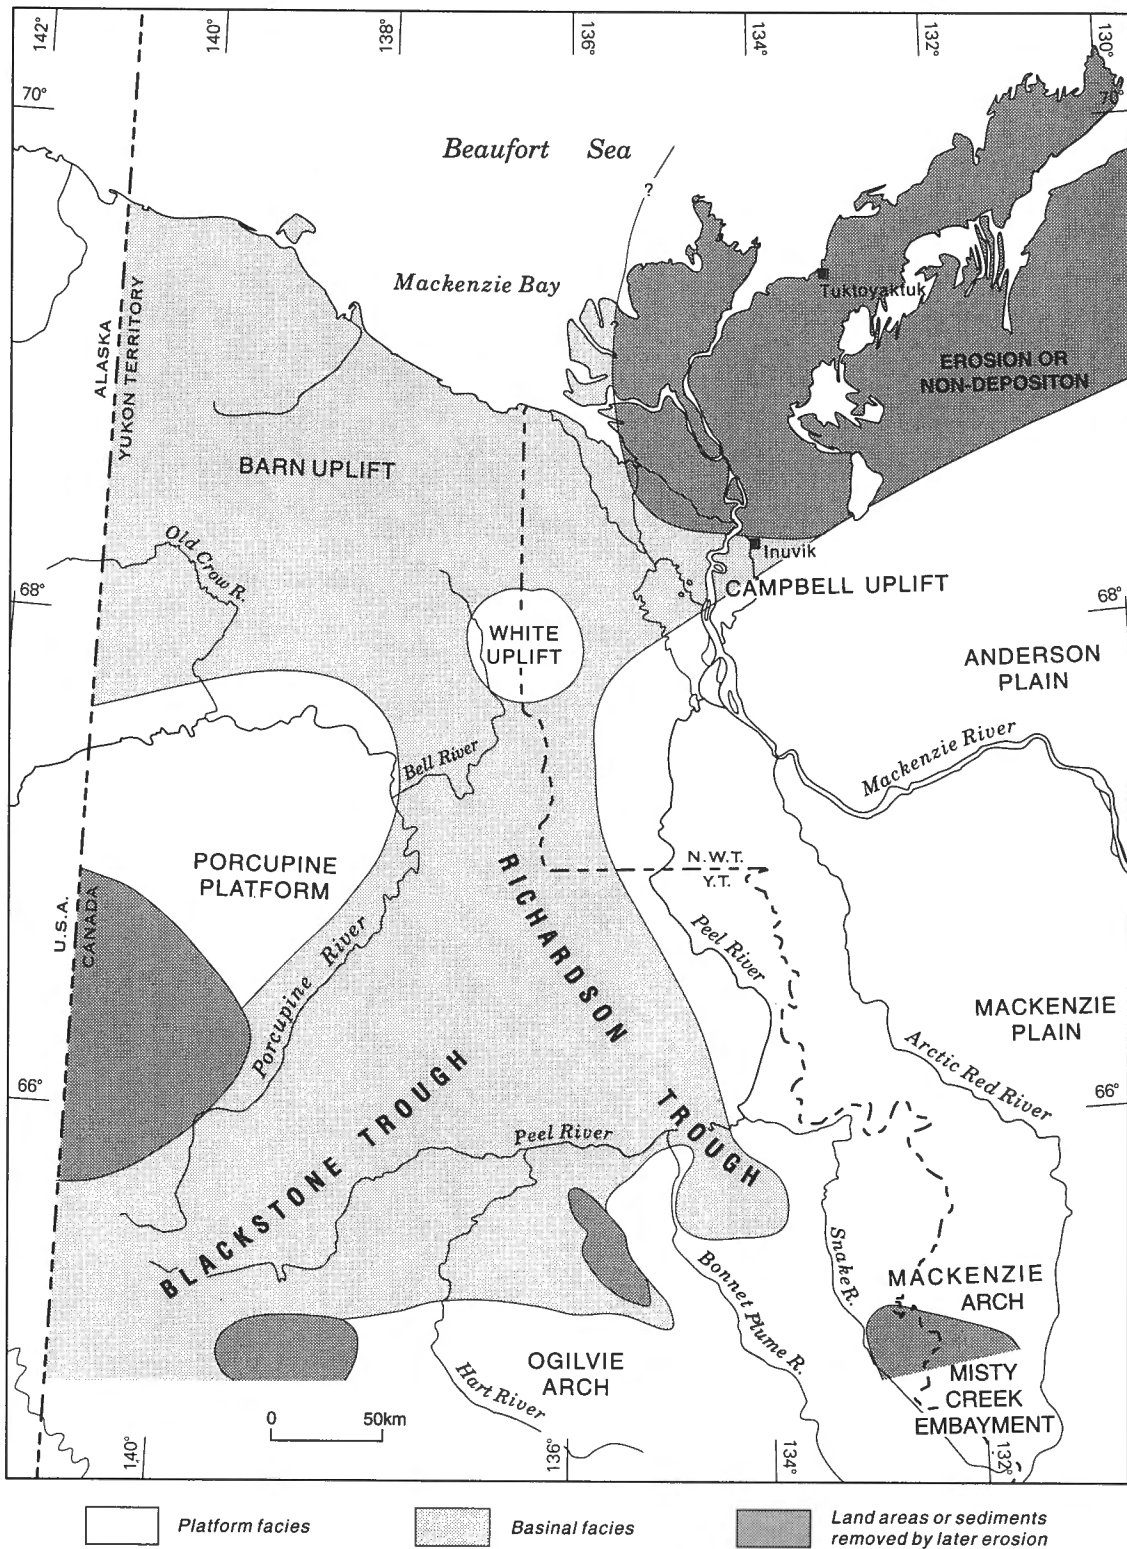 142°
140°
138°
136°
134°
132°
130°
70°
70°
Beaufort Sea
?
Mackenzie Bay
?
Tuktoyaktuk
ALASKA
YUKON TERRITORY
EROSION OR
NON-DEPOSITON
BARN UPLIFT
Old Crow R.
Inuvik
CAMPBELL UPLIFT
68°
68°
WHITE
UPLIFT
ANDERSON
PLAIN
Bell River
Mackenzie River
PORCUPINE
PLATFORM
N.W.T.
Y.T.
U.S.A.
CANADA
RICHARDSON TROUGH
Peel River
Porcupine River
MACKENZIE
PLAIN
Arctic Red River
66°
66°
BLACKSTONE TROUGH
Peel River
Snake R.
Bonnet Plume R.
MACKENZIE
ARCH
OGILVIE
ARCH
Hart River
MISTY
CREEK
EMBAYMENT
0 50km
140°
136°
134°
132°
Platform facies
Basinal facies
Land areas or sediments
removed by later erosion